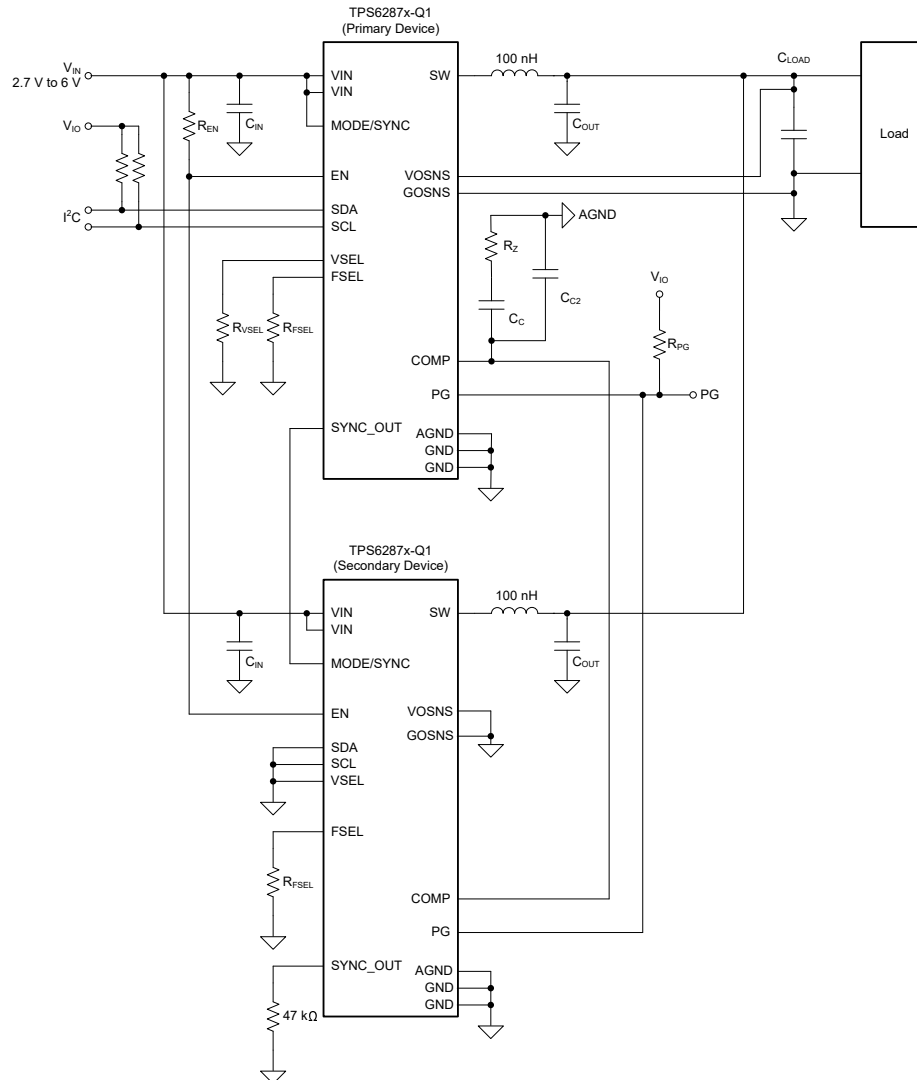 TPS6287x-Q1
(Primary Device)
V_IN
2.7 V to 6 V
V_IO
I²C
R_EN
C_IN
VIN
VIN
MODE/SYNC
EN
SDA
SCL
VSEL
FSEL
R_VSEL
R_FSEL
SYNC_OUT
SW
VOSNS
GOSNS
COMP
PG
AGND
GND
GND
100 nH
C_OUT
C_LOAD
Load
AGND
R_Z
C_C
C_C2
V_IO
R_PG
PG
TPS6287x-Q1
(Secondary Device)
C_IN
VIN
VIN
MODE/SYNC
EN
SDA
SCL
VSEL
FSEL
R_FSEL
SYNC_OUT
47 kΩ
SW
VOSNS
GOSNS
COMP
PG
AGND
GND
GND
100 nH
C_OUT